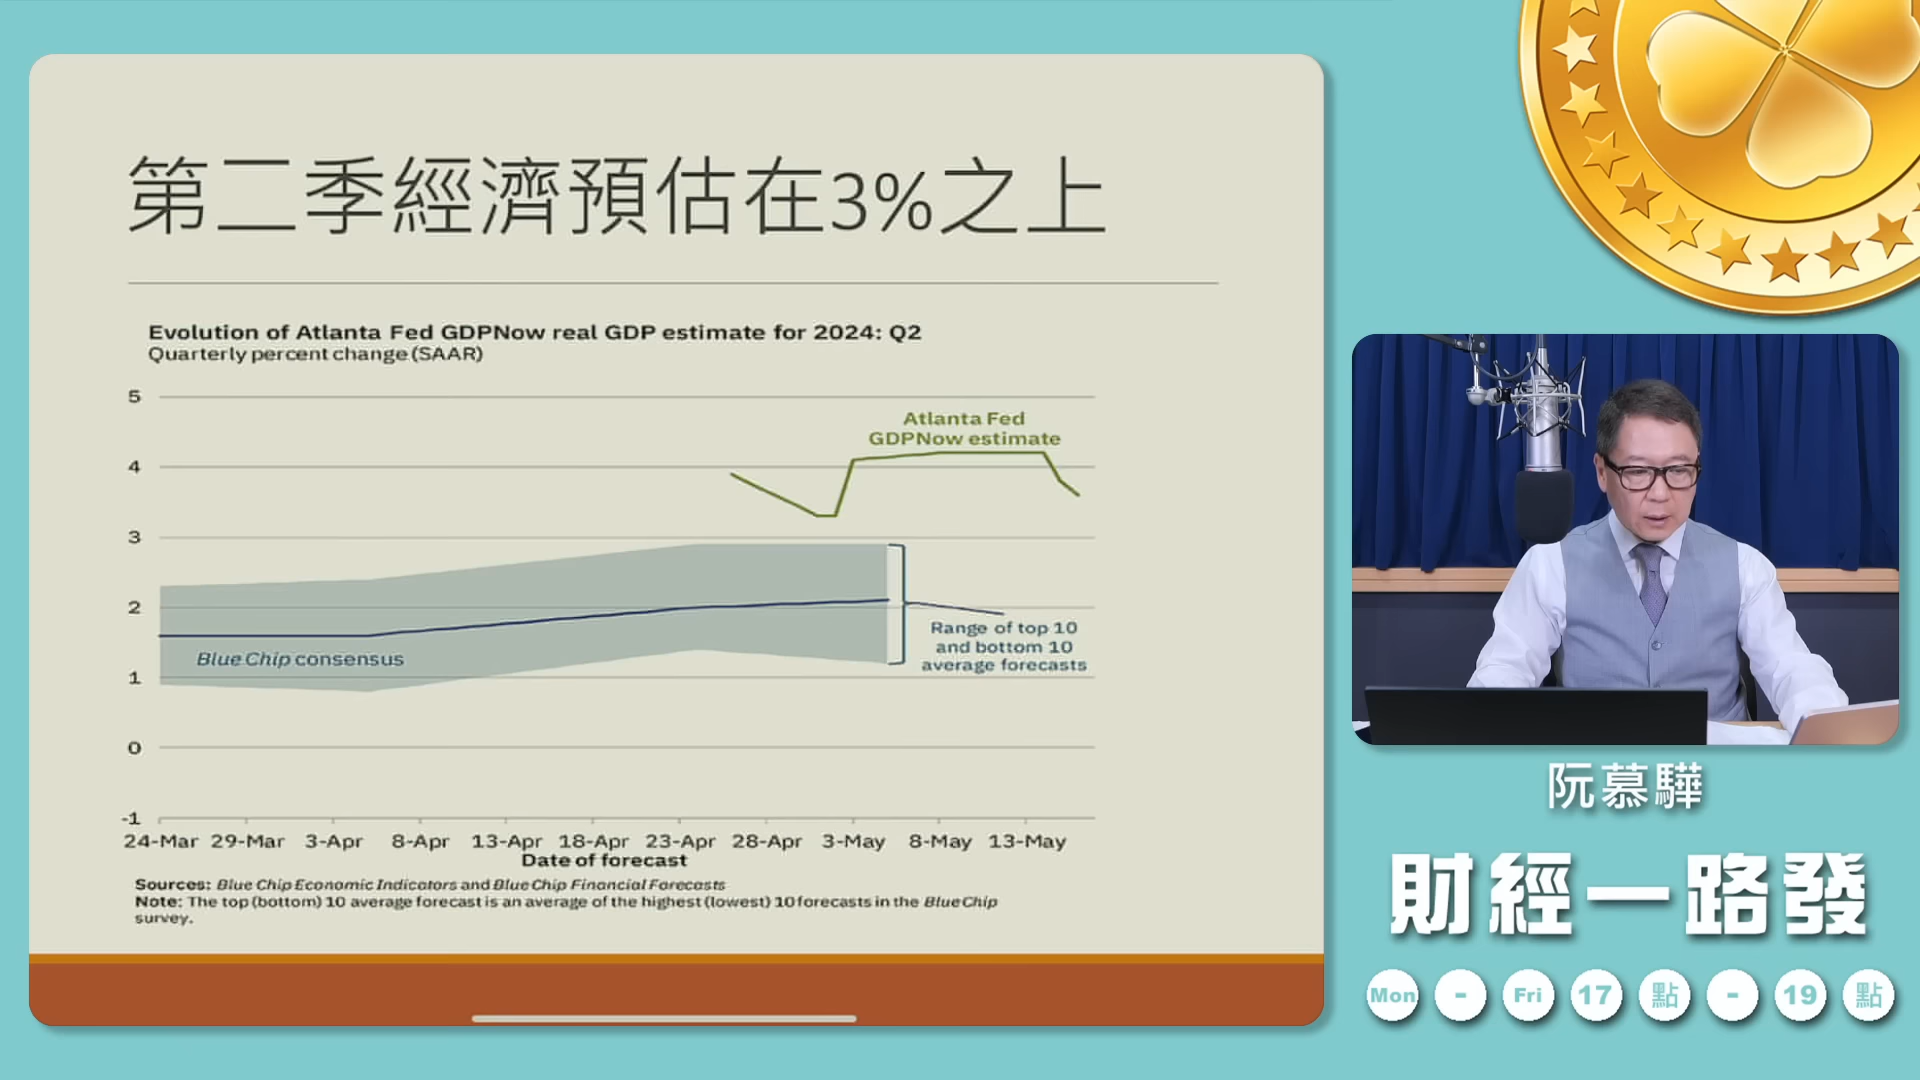 第二季經濟預估在3%之上
Evolution of Atlanta Fed GDPNow real GDP estimate for 2024: Q2
Quarterly percent change (SAAR)
5
4
3
2
1
0
-1
Atlanta Fed
GDPNow estimate
Blue Chip consensus
Range of top 10
and bottom 10
average forecasts
24-Mar 29-Mar 3-Apr 8-Apr 13-Apr 18-Apr 23-Apr 28-Apr 3-May 8-May 13-May
Date of forecast
Sources: Blue Chip Economic Indicators and Blue Chip Financial Forecasts
Note: The top (bottom) 10 average forecast is an average of the highest (lowest) 10 forecasts in the Blue Chip
survey.
阮慕驊
財經一路發
Mon - Fri 17 點 - 19 點